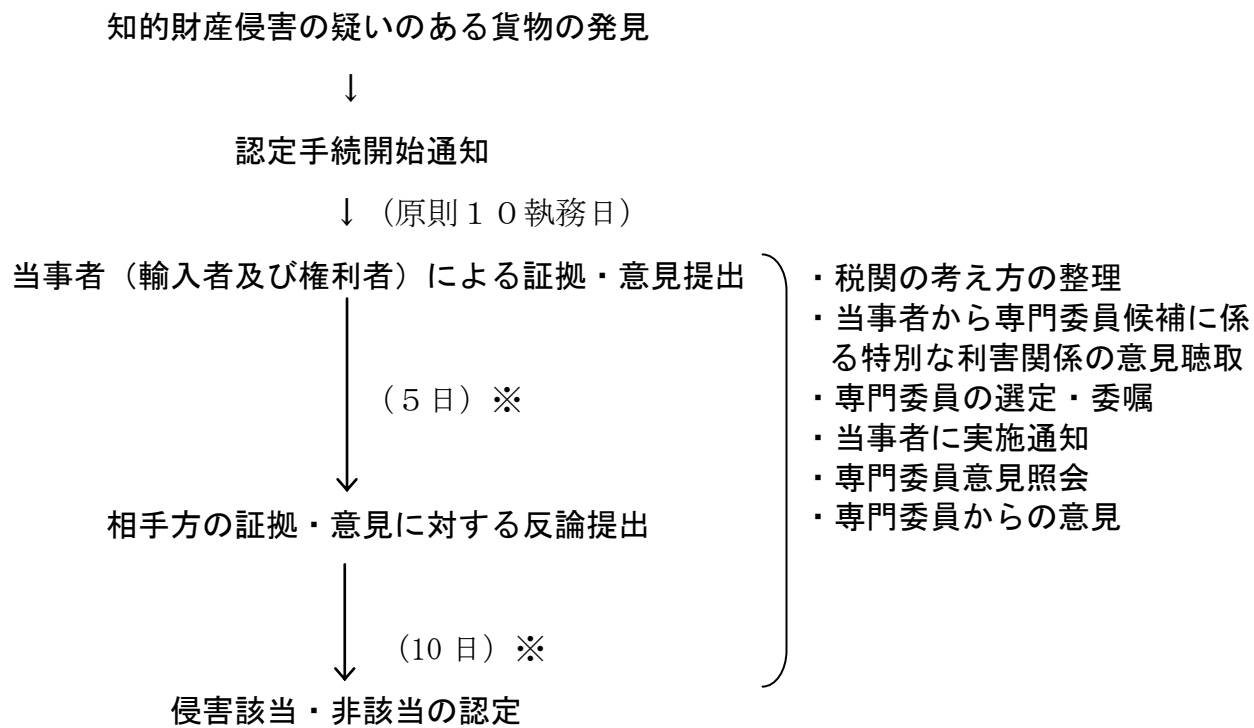 知的財産侵害の疑いのある貨物の発見
↓
認定手続開始通知
↓（原則１０執務日）
当事者（輸入者及び権利者）による証拠・意見提出
（５日）※
相手方の証拠・意見に対する反論提出
（10 日）※
侵害該当・非該当の認定
・税関の考え方の整理
・当事者から専門委員候補に係
る特別な利害関係の意見聴取
・専門委員の選定・委嘱
・当事者に実施通知
・専門委員意見照会
・専門委員からの意見